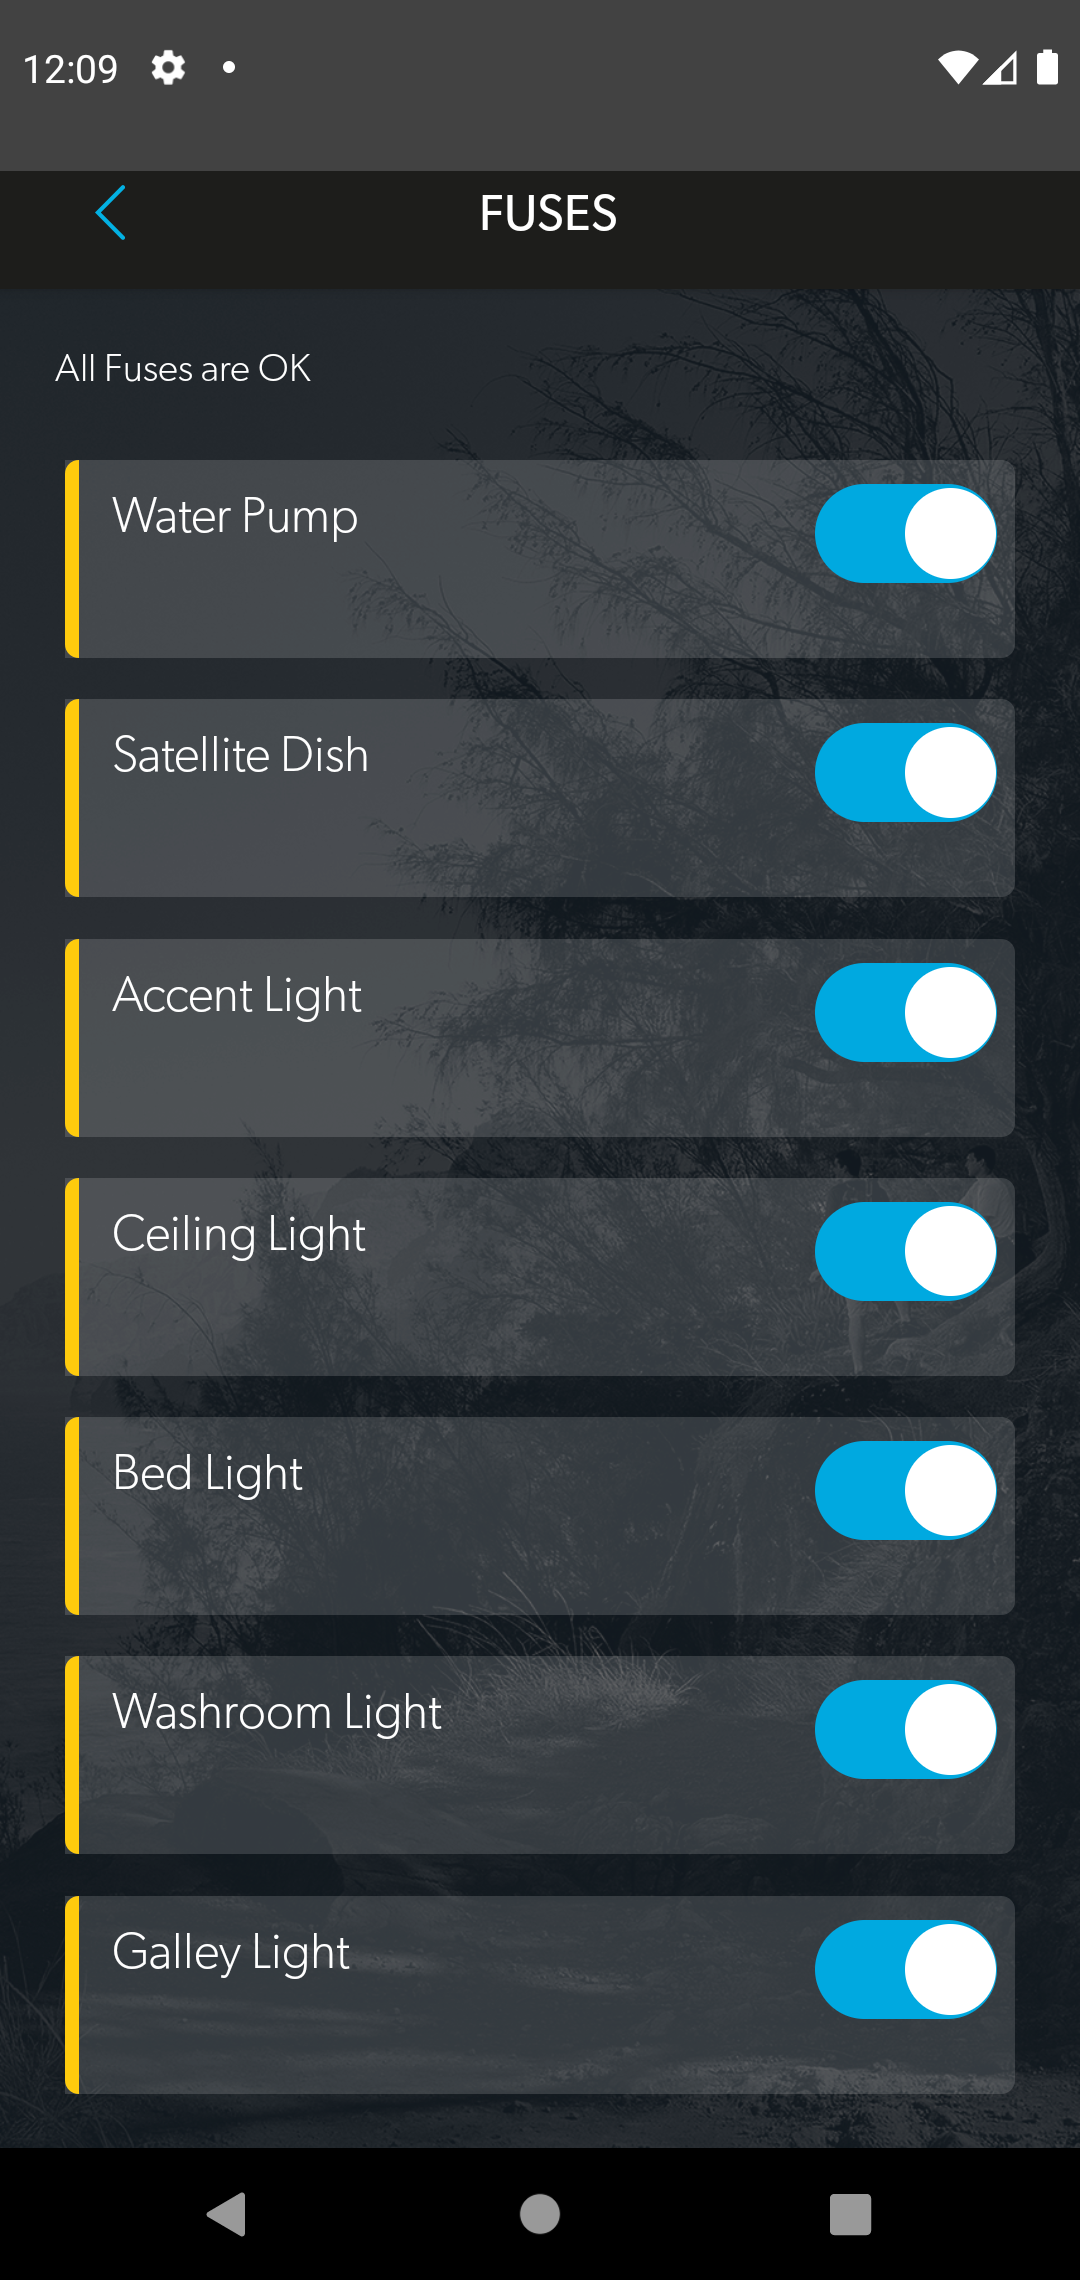 12:09
FUSES
All Fuses are OK
Water Pump
Satellite Dish
Accent Light
Ceiling Light
Bed Light
Washroom Light
Galley Light